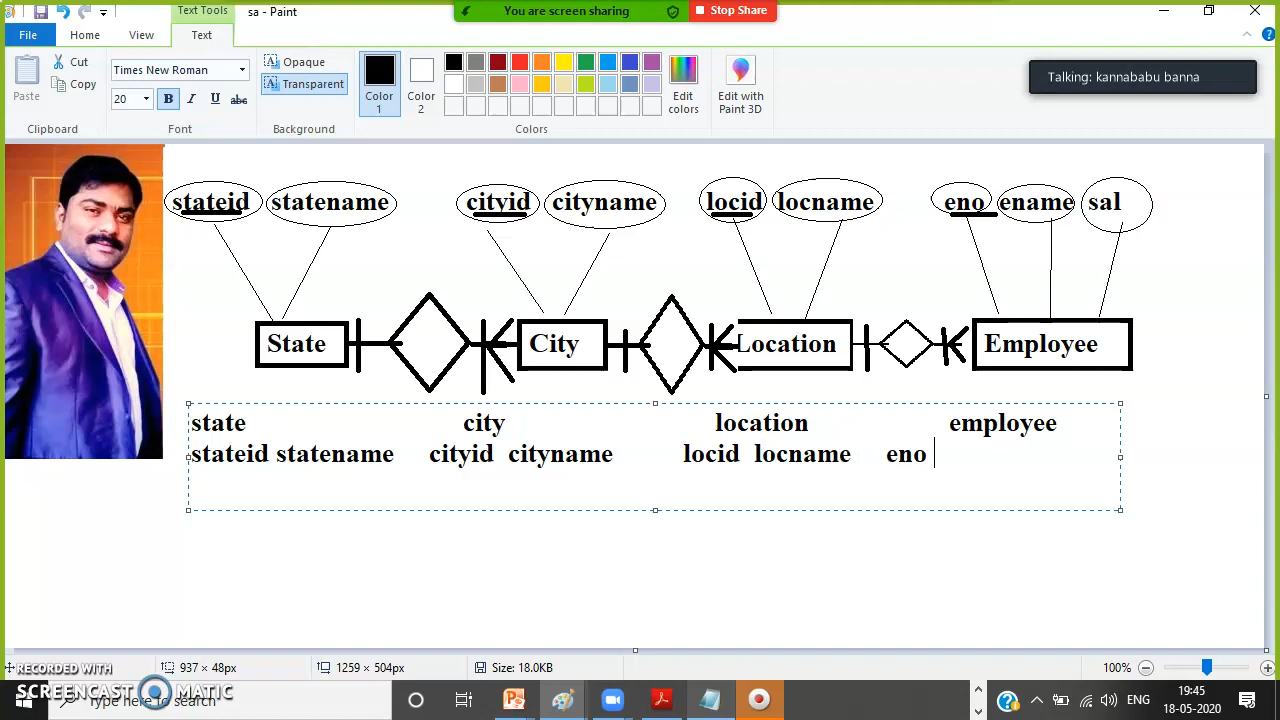 Text Tools
sa - Paint
You are screen sharing
Stop Share
File
Home
View
Text
Paste
Cut
Copy
Clipboard
Times New Roman
20
B I U abc
Font
Opaque
Transparent
Background
Color 1
Color 2
Edit colors
Colors
Edit with Paint 3D
Talking: kannababu banna
stateid statename cityid cityname locid locname eno ename sal
State City Location Employee
state city location employee
stateid statename cityid cityname locid locname eno
937 × 48px
1259 × 504px
Size: 18.0KB
100%
RECORDED WITH
SCREENCAST MATIC
Type here to search
ENG
19:45
18-05-2020